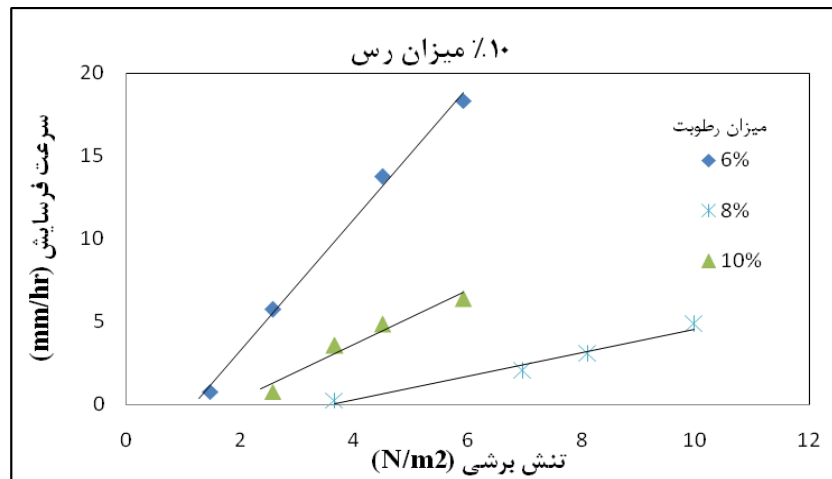 ۱۰٪ میزان رس
سرعت فرسایش (mm/hr)
20
15
10
5
0
میزان رطوبت
6%
8%
10%
0 2 4 6 8 10 12
تنش برشی (N/m2)